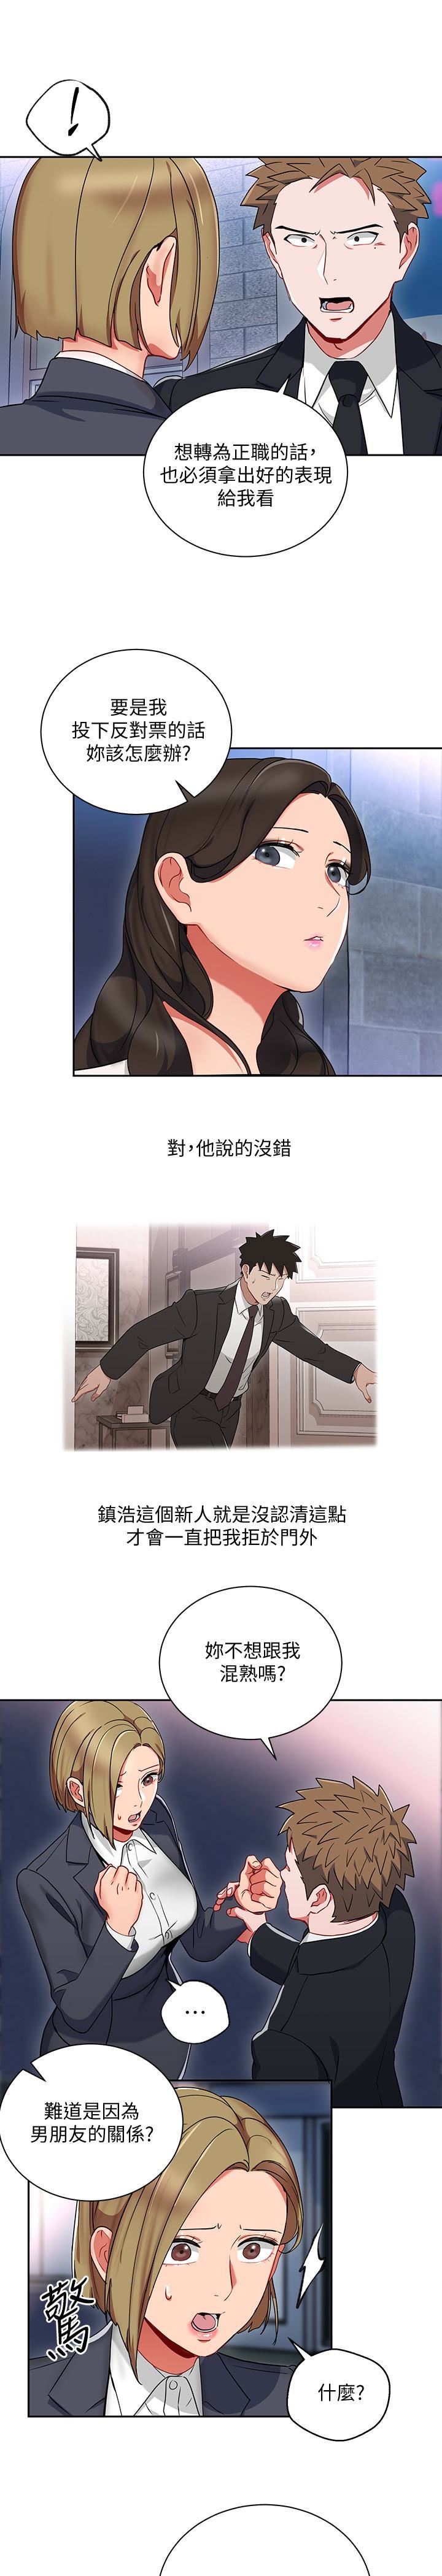 !
想轉為正職的話,
也必須拿出好的表現
給我看
要是我
投下反對票的話
妳該怎麼辦?
對,他說的沒錯
鎮浩這個新人就是沒認清這點
才會一直把我拒於門外
妳不想跟我
混熟嗎?
...
難道是因為
男朋友的關係?
驚
什麼?